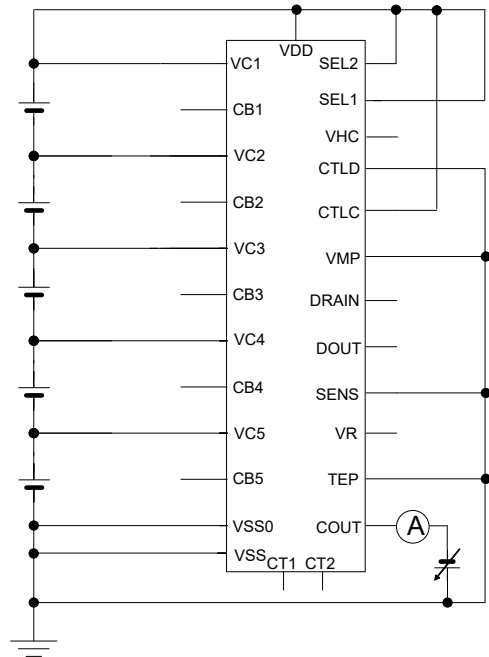 VDD
VC1
SEL2
CB1
SEL1
VHC
VC2
CTLD
CB2
CTLC
VC3
VMP
CB3
DRAIN
VC4
DOUT
CB4
SENS
VC5
VR
CB5
TEP
VSS0
COUT
A
VSS
CT1 CT2